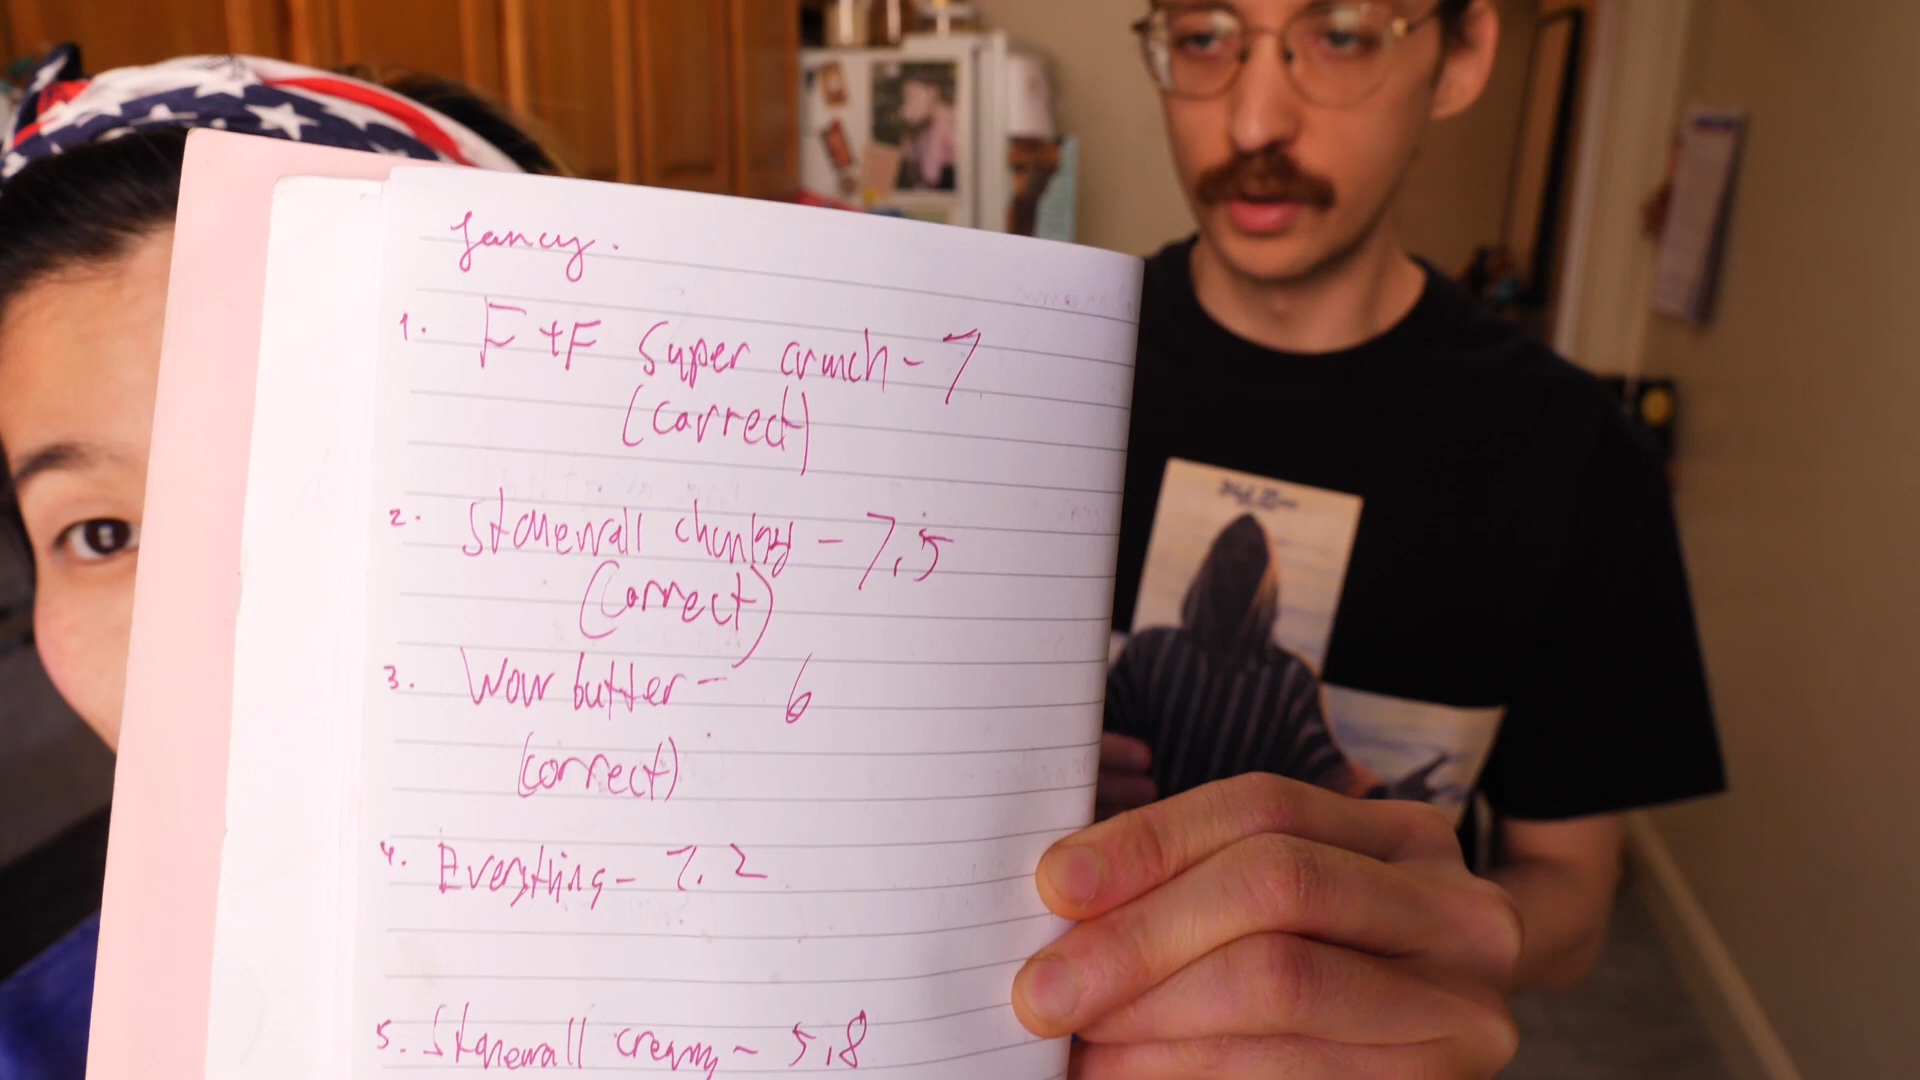 fancy.
1. F+F Super crunch - 7
(correct)
2. Stonewall chunky - 7.5
(correct)
3. Wow butter - 6
(correct)
4. Everything - 7.2
5. Stonewall creamy - 5.8